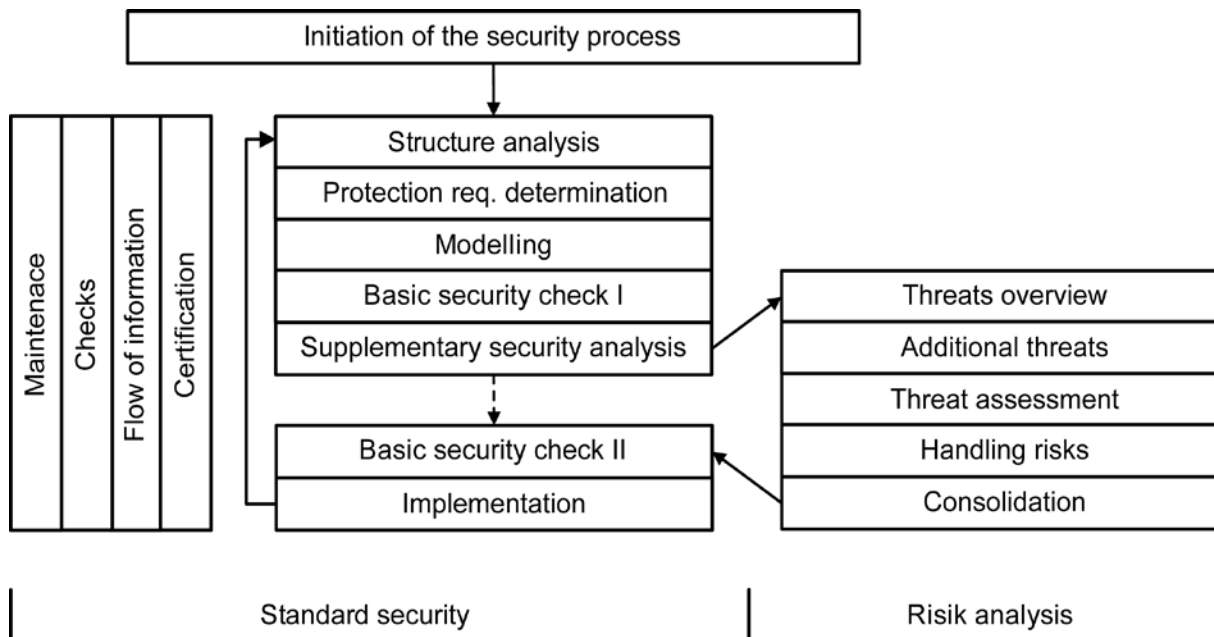 Initiation of the security process
Maintenace
Checks
Flow of information
Certification
Structure analysis
Protection req. determination
Modelling
Basic security check I
Supplementary security analysis
Basic security check II
Implementation
Threats overview
Additional threats
Threat assessment
Handling risks
Consolidation
Standard security
Risik analysis